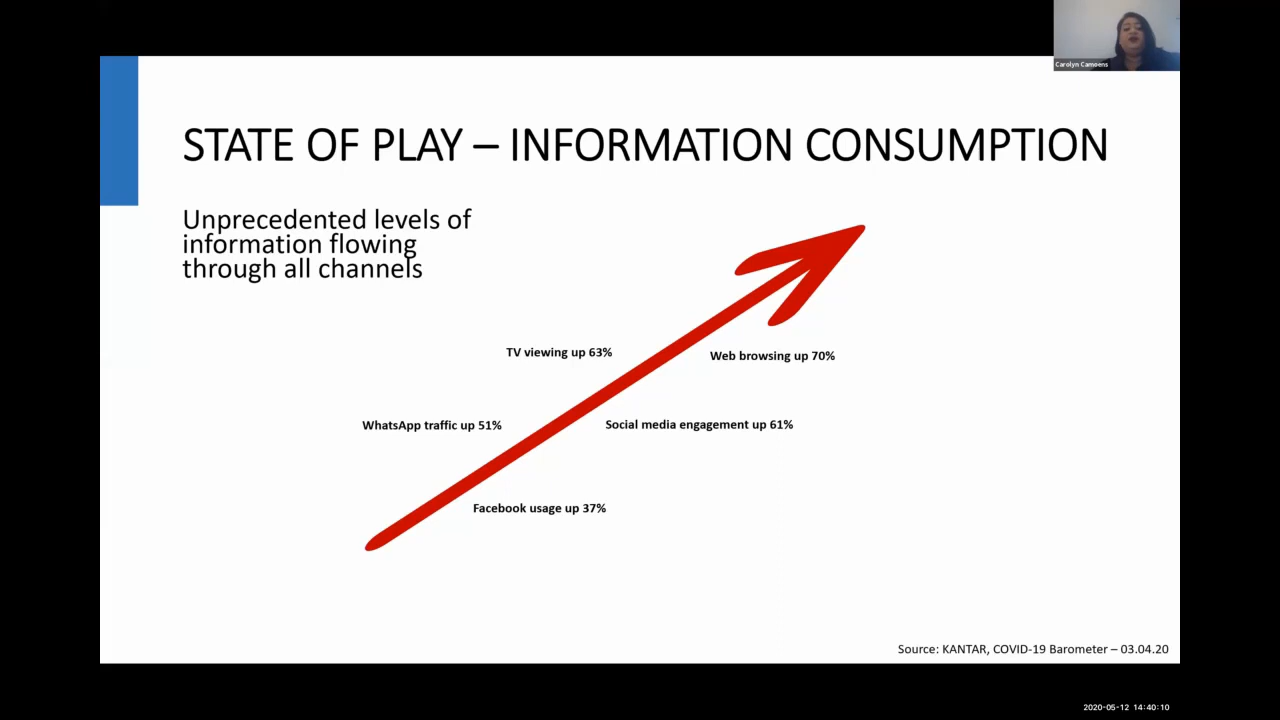 Carolyn Camoens
STATE OF PLAY – INFORMATION CONSUMPTION
Unprecedented levels of
information flowing
through all channels
TV viewing up 63%
Web browsing up 70%
WhatsApp traffic up 51%
Social media engagement up 61%
Facebook usage up 37%
Source: KANTAR, COVID-19 Barometer – 03.04.20
2020-05-12 14:40:10